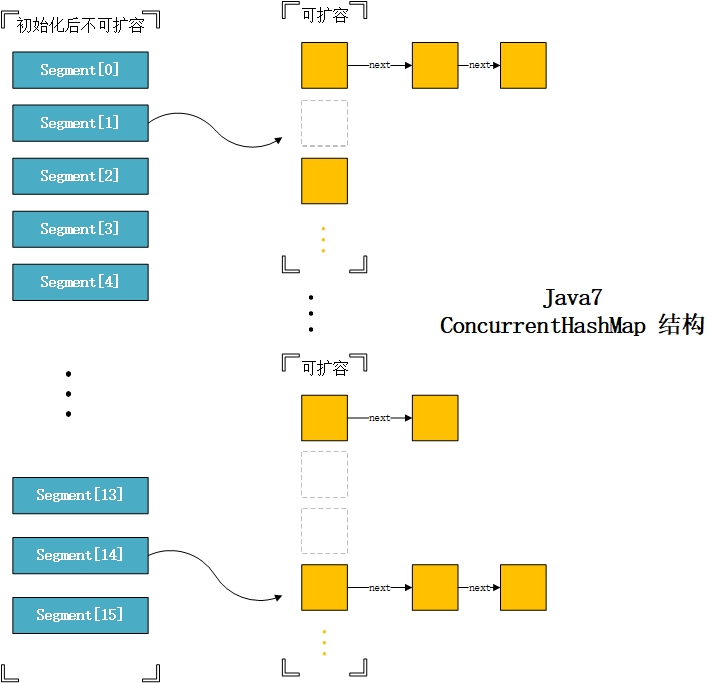 初始化后不可扩容
Segment[0]
Segment[1]
Segment[2]
Segment[3]
Segment[4]
Segment[13]
Segment[14]
Segment[15]
可扩容
next
next
可扩容
next
next
next
Java7
ConcurrentHashMap 结构